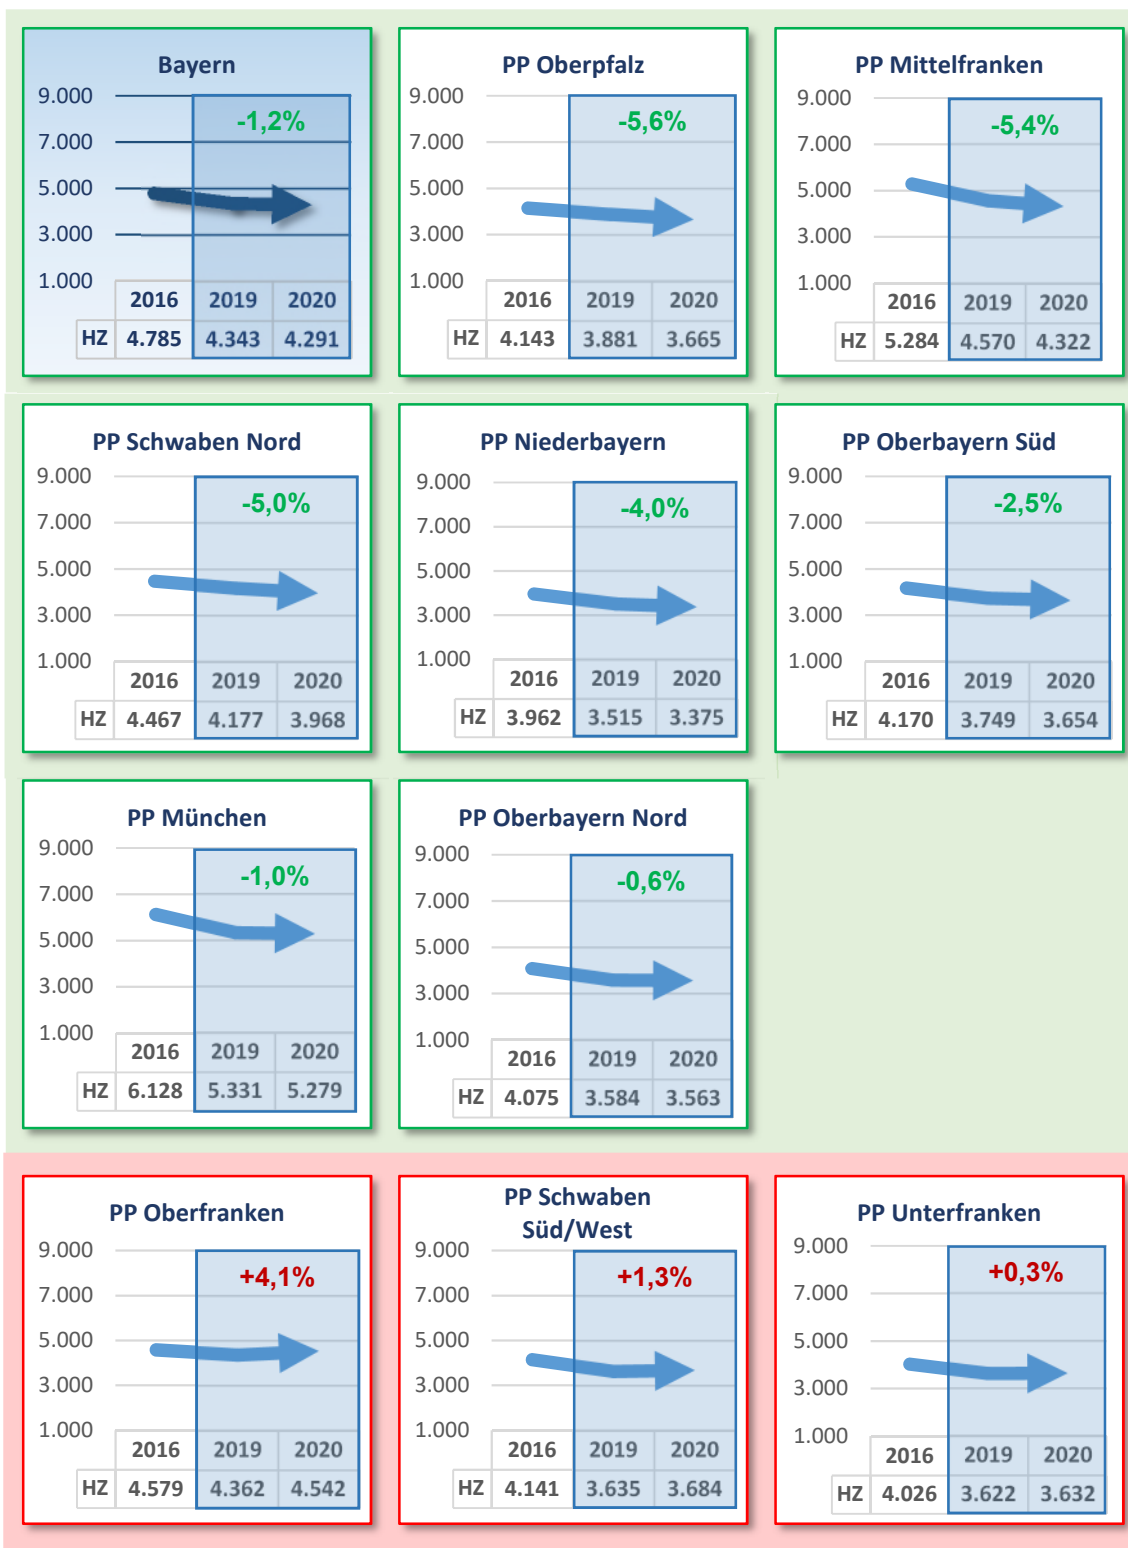 Bayern
9.000
-1,2%
7.000
5.000
3.000
1.000
2016 2019 2020
HZ 4.785 4.343 4.291
PP Oberpfalz
9.000
-5,6%
7.000
5.000
3.000
1.000
2016 2019 2020
HZ 4.143 3.881 3.665
PP Mittelfranken
9.000
-5,4%
7.000
5.000
3.000
1.000
2016 2019 2020
HZ 5.284 4.570 4.322
PP Schwaben Nord
9.000
-5,0%
7.000
5.000
3.000
1.000
2016 2019 2020
HZ 4.467 4.177 3.968
PP Niederbayern
9.000
-4,0%
7.000
5.000
3.000
1.000
2016 2019 2020
HZ 3.962 3.515 3.375
PP Oberbayern Süd
9.000
-2,5%
7.000
5.000
3.000
1.000
2016 2019 2020
HZ 4.170 3.749 3.654
PP München
9.000
-1,0%
7.000
5.000
3.000
1.000
2016 2019 2020
HZ 6.128 5.331 5.279
PP Oberbayern Nord
9.000
-0,6%
7.000
5.000
3.000
1.000
2016 2019 2020
HZ 4.075 3.584 3.563
PP Oberfranken
9.000
+4,1%
7.000
5.000
3.000
1.000
2016 2019 2020
HZ 4.579 4.362 4.542
PP Schwaben
Süd/West
9.000
+1,3%
7.000
5.000
3.000
1.000
2016 2019 2020
HZ 4.141 3.635 3.684
PP Unterfranken
9.000
+0,3%
7.000
5.000
3.000
1.000
2016 2019 2020
HZ 4.026 3.622 3.632